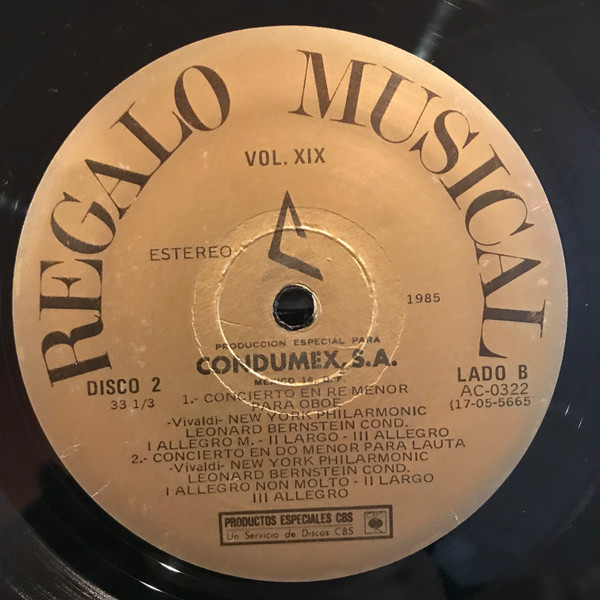 REGALO MUSICAL
VOL. XIX
ESTEREO
1985
PRODUCCION ESPECIAL PARA
CONDUMEX, S.A.
MEXICO 16, D.F.
DISCO 2
33 1/3
LADO B
AC-0322
(17-05-5665
1.- CONCIERTO EN RE MENOR
PARA OBOE
-Vivaldi- NEW YORK PHILARMONIC
LEONARD BERNSTEIN COND.
I ALLEGRO M. - II LARGO - III ALLEGRO
2.- CONCIERTO EN DO MENOR PARA LAUTA
-Vivaldi- NEW YORK PHILARMONIC
LEONARD BERNSTEIN COND.
I ALLEGRO NON MOLTO - II LARGO
III ALLEGRO
PRODUCTOS ESPECIALES CBS
Un Servicio de Discos CBS